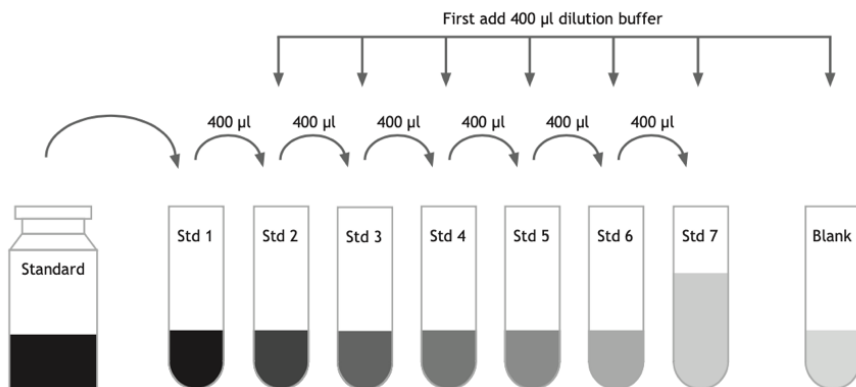 First add 400 µl dilution buffer
400 µl 400 µl 400 µl 400 µl 400 µl 400 µl
Std 1 Std 2 Std 3 Std 4 Std 5 Std 6 Std 7 Blank
Standard